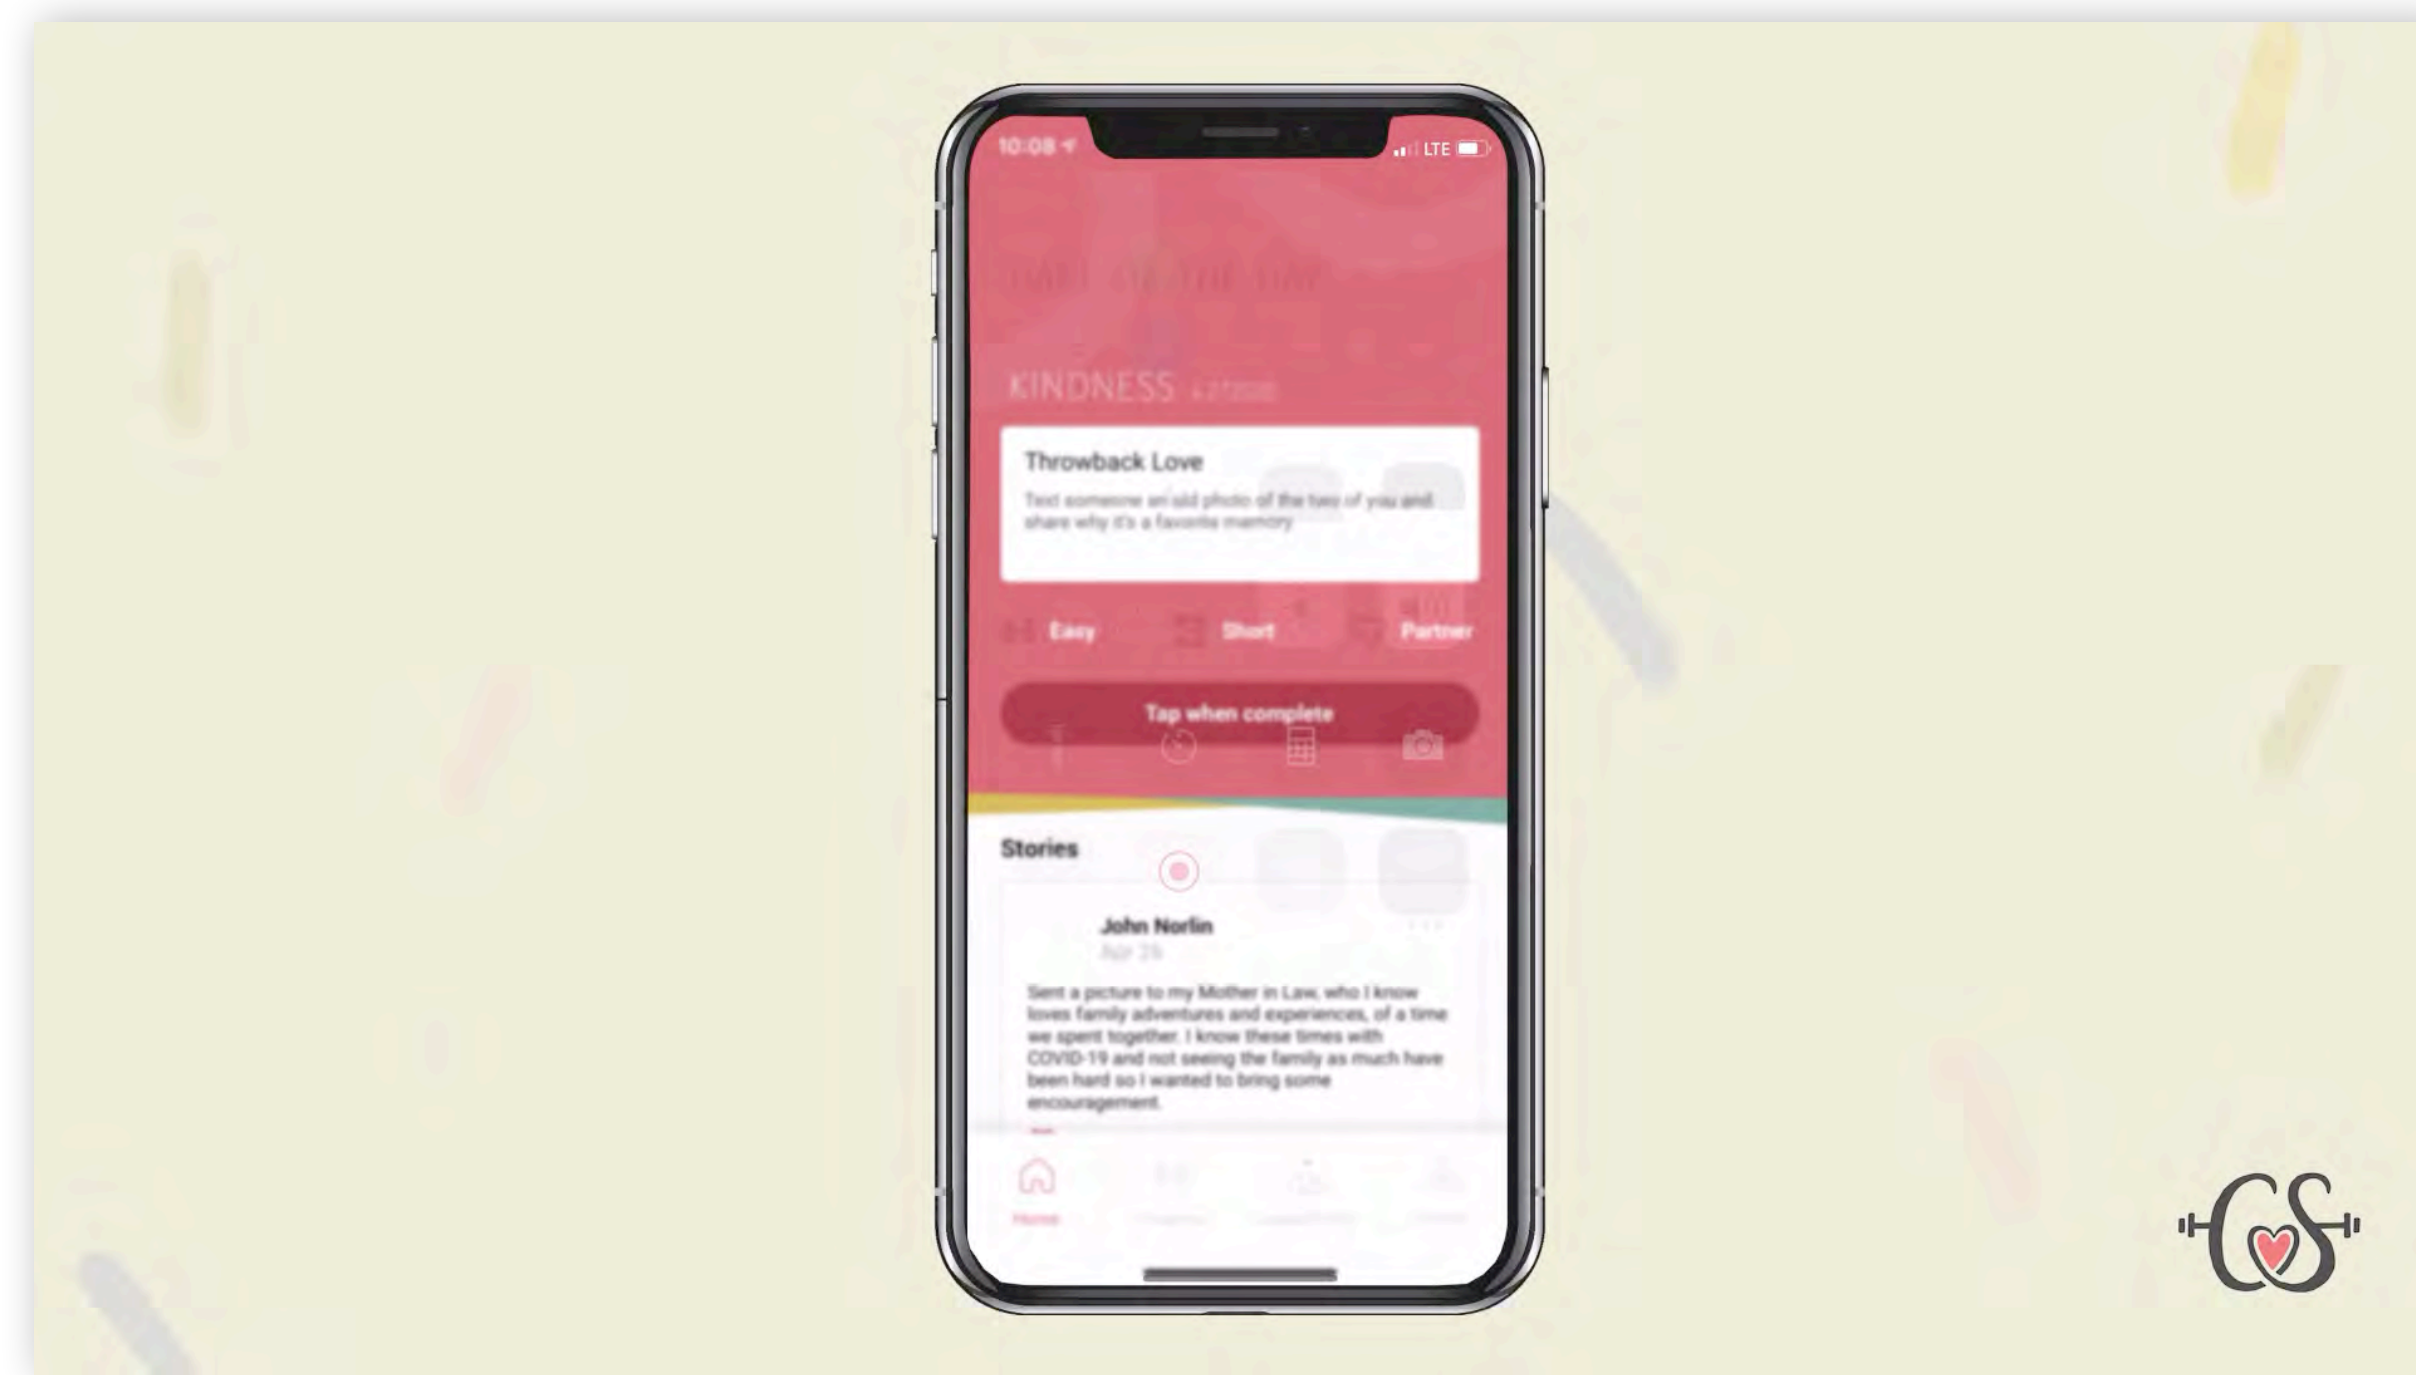 10:08
LTE
KINDNESS
Throwback Love
Text someone an old photo of the two of you and
share why it's a favorite memory
Easy
Short
Partner
Tap when complete
Stories
John Norlin
Sent a picture to my Mother in Law, who I know
loves family adventures and experiences, of a time
we spent together. I know these times with
COVID-19 and not seeing the family as much have
been hard so I wanted to bring some
encouragement.
Home
CS